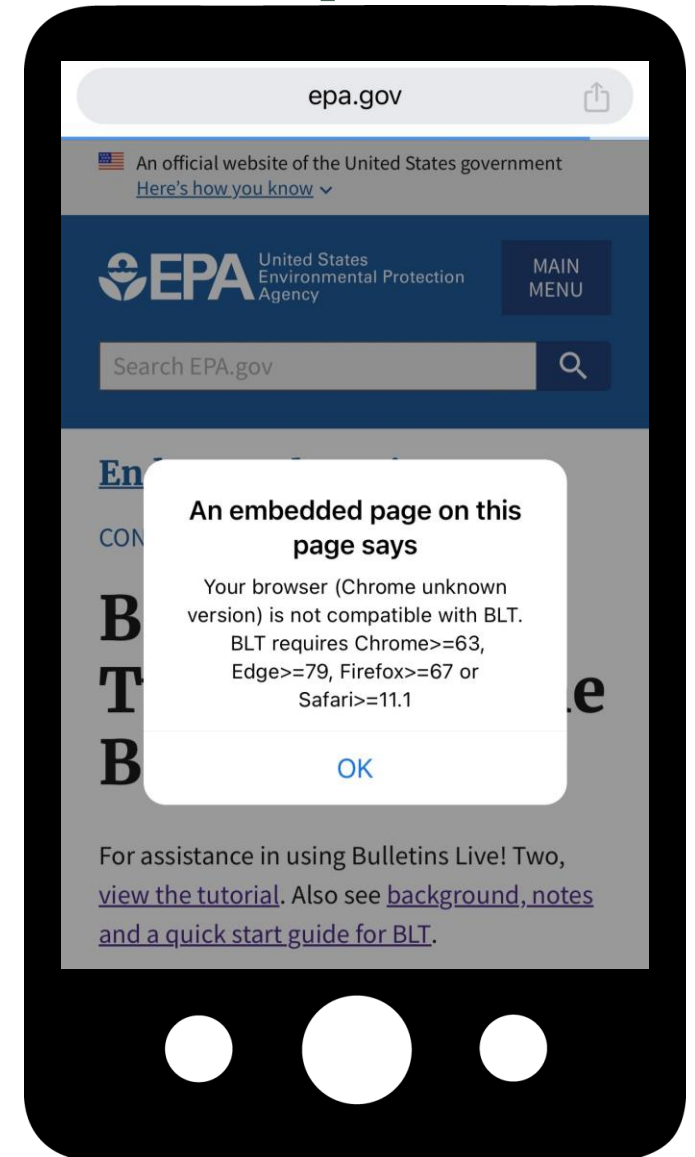 epa.gov
An official website of the United States government
Here's how you know
EPA
United States
Environmental Protection
Agency
MAIN
MENU
Search EPA.gov
An embedded page on this
page says
Your browser (Chrome unknown
version) is not compatible with BLT.
BLT requires Chrome>=63,
Edge>=79, Firefox>=67 or
Safari>=11.1
OK
For assistance in using Bulletins Live! Two,
view the tutorial. Also see background, notes
and a quick start guide for BLT.